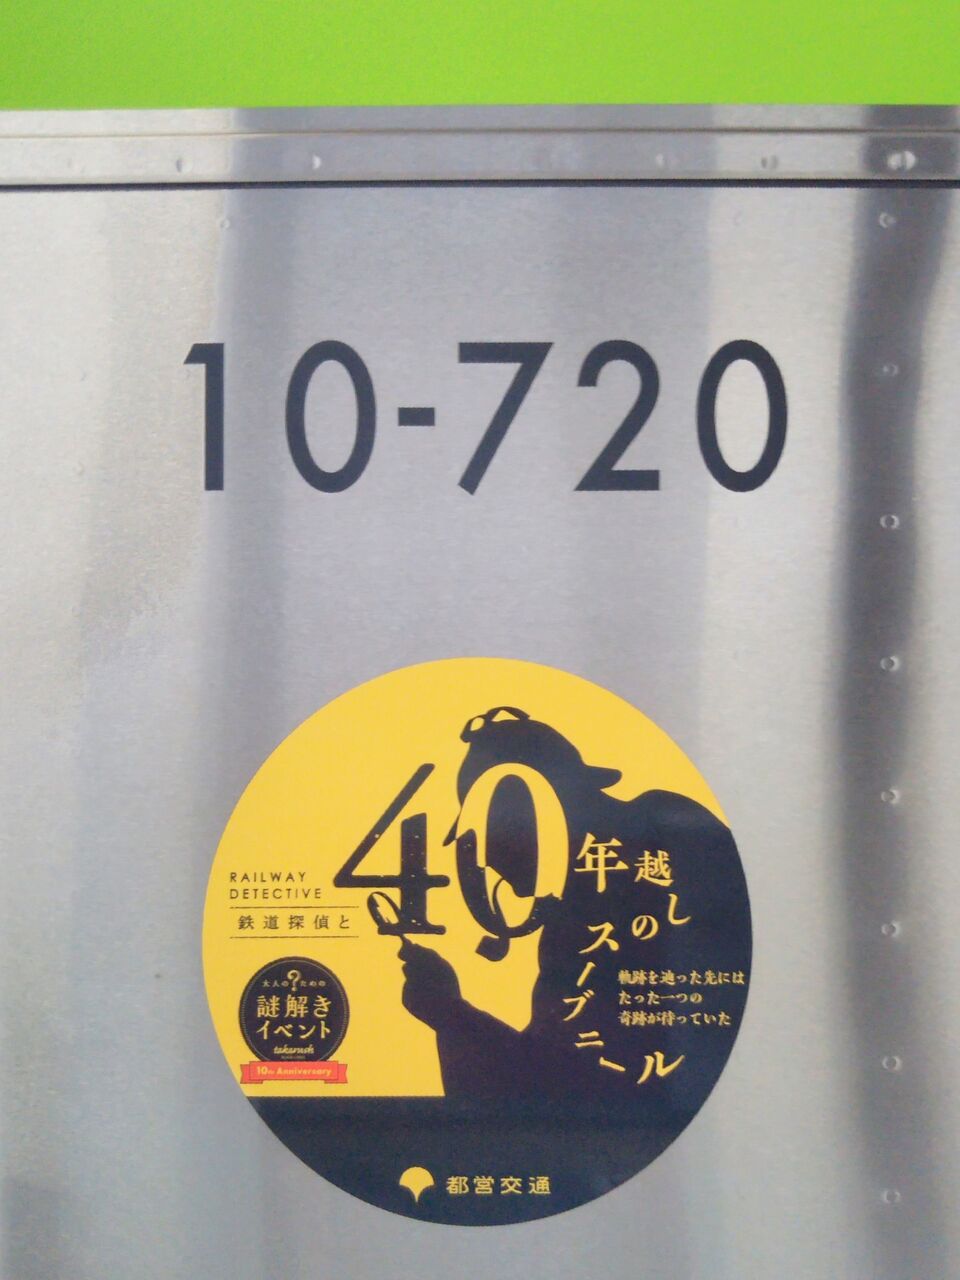 10-720
RAILWAY
DETECTIVE
鉄道探偵と
40年越しの
スーブニール
軌跡を辿った先には
たった一つの
奇跡が待っていた
大人の?ための
謎解き
イベント
takarush
10th Anniversary
都営交通